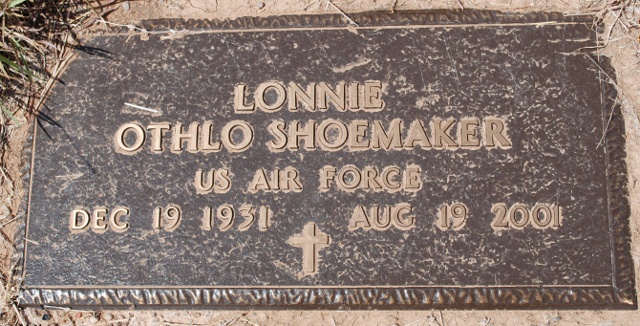 LONNIE
OTHLO SHOEMAKER
US AIR FORCE
DEC 19 1931 AUG 19 2001